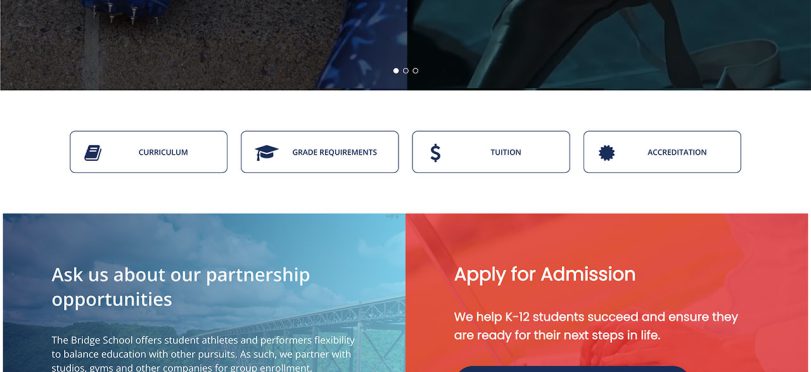 CURRICULUM
GRADE REQUIREMENTS
$
TUITION
ACCREDITATION
Ask us about our partnership
opportunities
The Bridge School offers student athletes and performers flexibility
to balance education with other pursuits. As such, we partner with
studios, gyms and other companies for group enrollment.
Apply for Admission
We help K-12 students succeed and ensure they
are ready for their next steps in life.